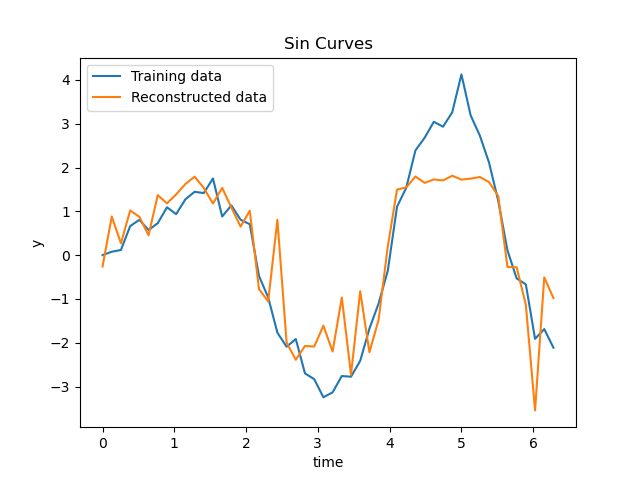 Sin Curves
Training data
Reconstructed data
4
3
2
1
0
−1
−2
−3
y
0 1 2 3 4 5 6
time